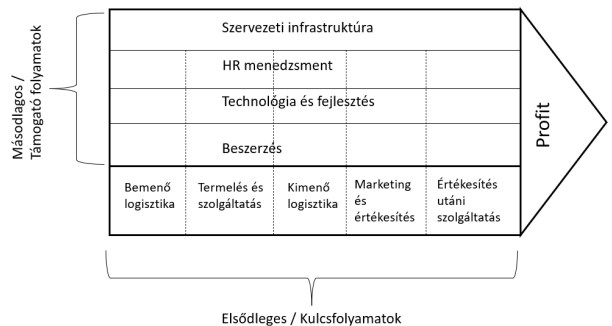 Másodlagos /
Támogató folyamatok
Szervezeti infrastruktúra
HR menedzsment
Technológia és fejlesztés
Beszerzés
Bemenő
logisztika
Termelés és
szolgáltatás
Kimenő
logisztika
Marketing
és
értékesítés
Értékesítés
utáni
szolgáltatás
Profit
Elsődleges / Kulcsfolyamatok